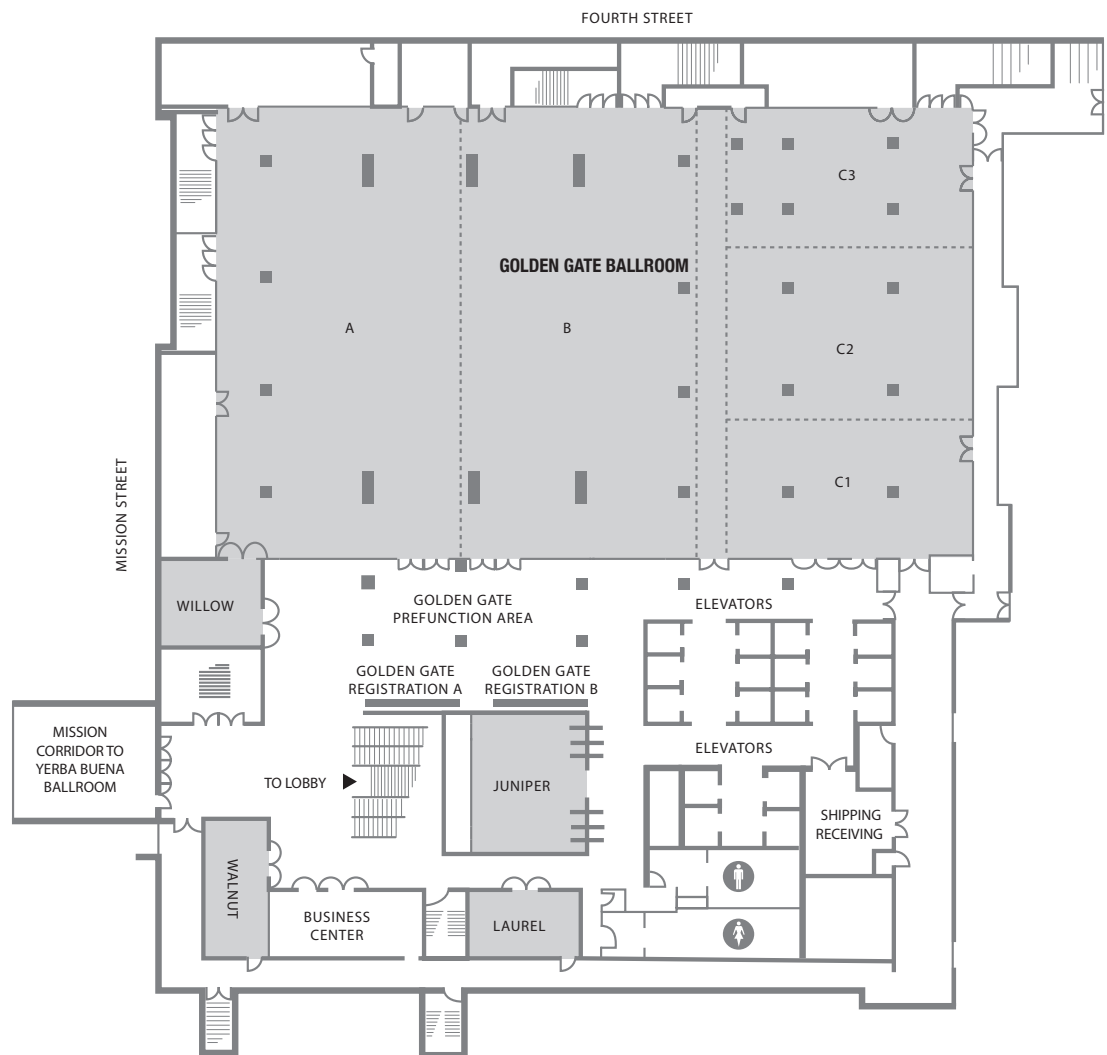 FOURTH STREET
C3
GOLDEN GATE BALLROOM
A
B
C2
C1
MISSION STREET
WILLOW
GOLDEN GATE
PREFUNCTION AREA
ELEVATORS
GOLDEN GATE
REGISTRATION A
GOLDEN GATE
REGISTRATION B
MISSION
CORRIDOR TO
YERBA BUENA
BALLROOM
ELEVATORS
TO LOBBY
JUNIPER
SHIPPING
RECEIVING
WALNUT
BUSINESS
CENTER
LAUREL